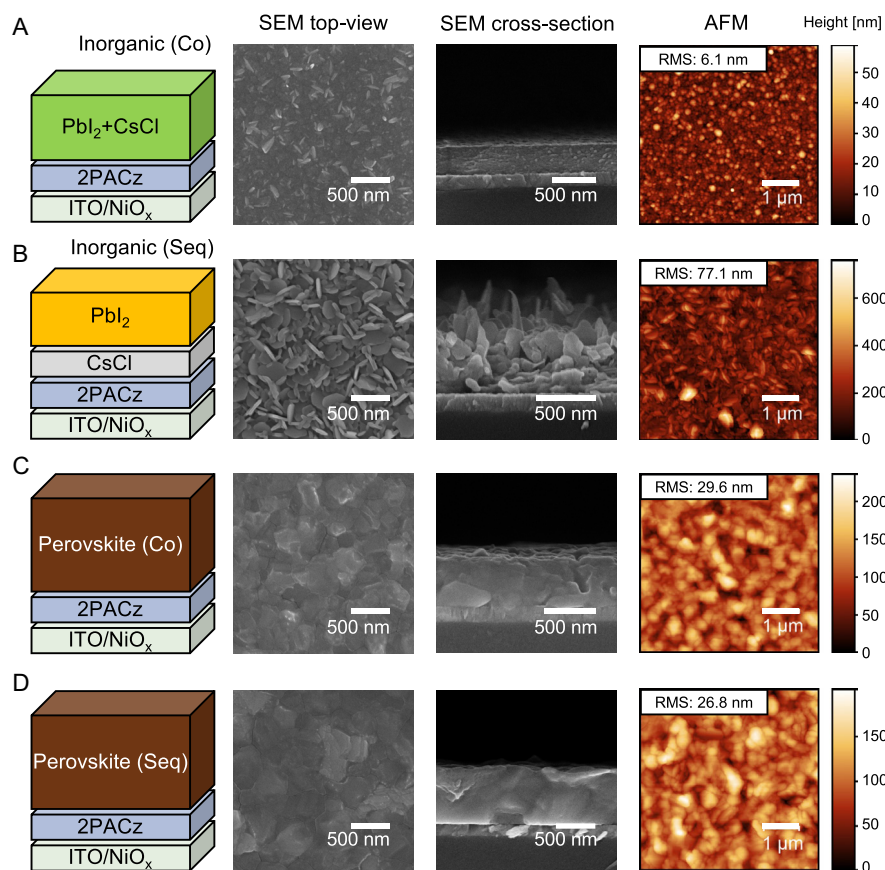 SEM top-view SEM cross-section AFM Height [nm]
A Inorganic (Co)
PbI₂+CsCl
2PACz
ITO/NiOₓ
500 nm
500 nm
RMS: 6.1 nm
1 µm
50
40
30
20
10
0
B Inorganic (Seq)
PbI₂
CsCl
2PACz
ITO/NiOₓ
500 nm
500 nm
RMS: 77.1 nm
1 µm
600
400
200
0
C
Perovskite (Co)
2PACz
ITO/NiOₓ
500 nm
500 nm
RMS: 29.6 nm
1 µm
200
150
100
50
0
D
Perovskite (Seq)
2PACz
ITO/NiOₓ
500 nm
500 nm
RMS: 26.8 nm
1 µm
150
100
50
0